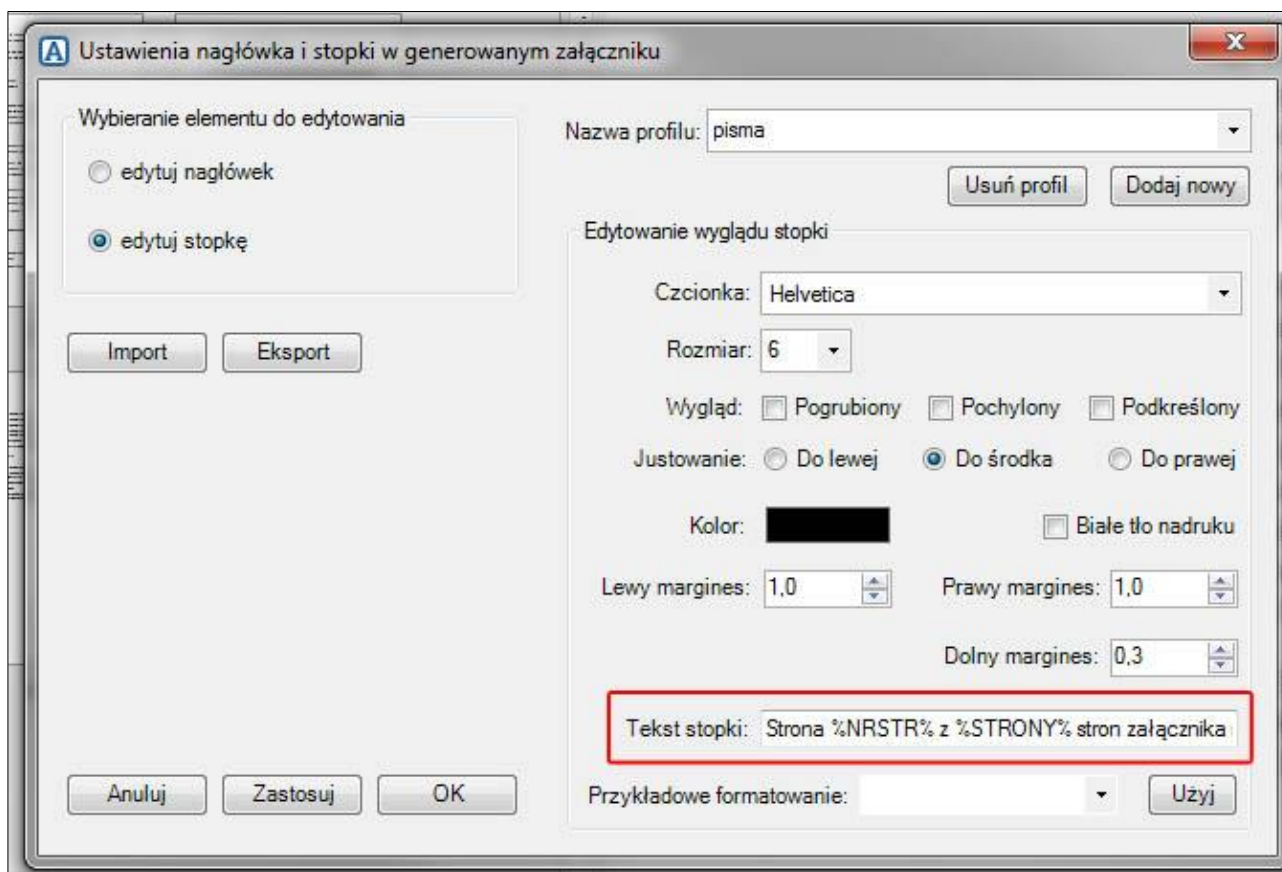 Ustawienia nagłówka i stopki w generowanym załączniku
Wybieranie elementu do edytowania
edytuj nagłówek
edytuj stopkę
Import Eksport
Anuluj Zastosuj OK
Nazwa profilu: pisma
Usuń profil Dodaj nowy
Edytowanie wyglądu stopki
Czcionka: Helvetica
Rozmiar: 6
Wygląd: Pogrubiony Pochylony Podkreślony
Justowanie: Do lewej Do środka Do prawej
Kolor: Białe tło nadruku
Lewy margines: 1,0 Prawy margines: 1,0
Dolny margines: 0,3
Tekst stopki: Strona %NRSTR% z %STRONY% stron załącznika
Przykładowe formatowanie: Użyj